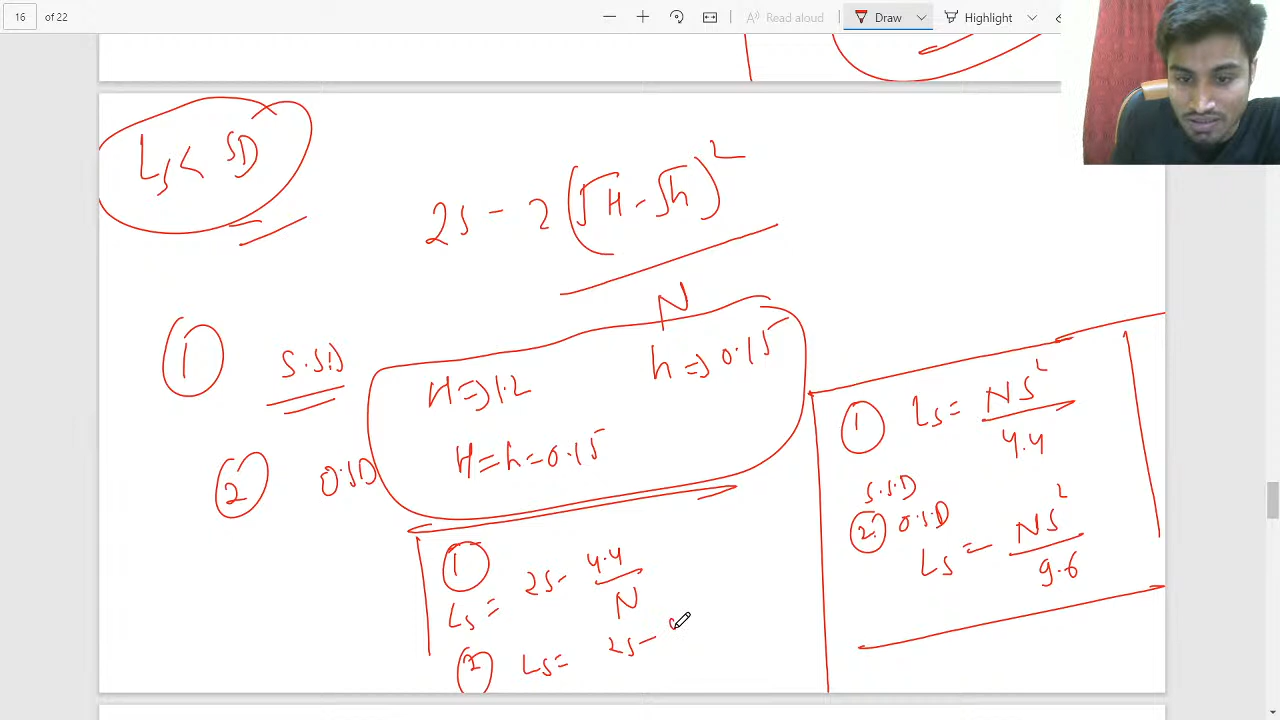 16 of 22
Read aloud
Draw
Highlight
Ls < SD
2s - 2(√H - √h)²
N
① S.S.D
H => 1.2
h => 0.15
② O.SD
H = h = 0.15
① Ls = NS²
4.4
S.S.D
② O.S.D
Ls = NS²
9.6
①
Ls = 2s - 4.4
N
② Ls = 2s -